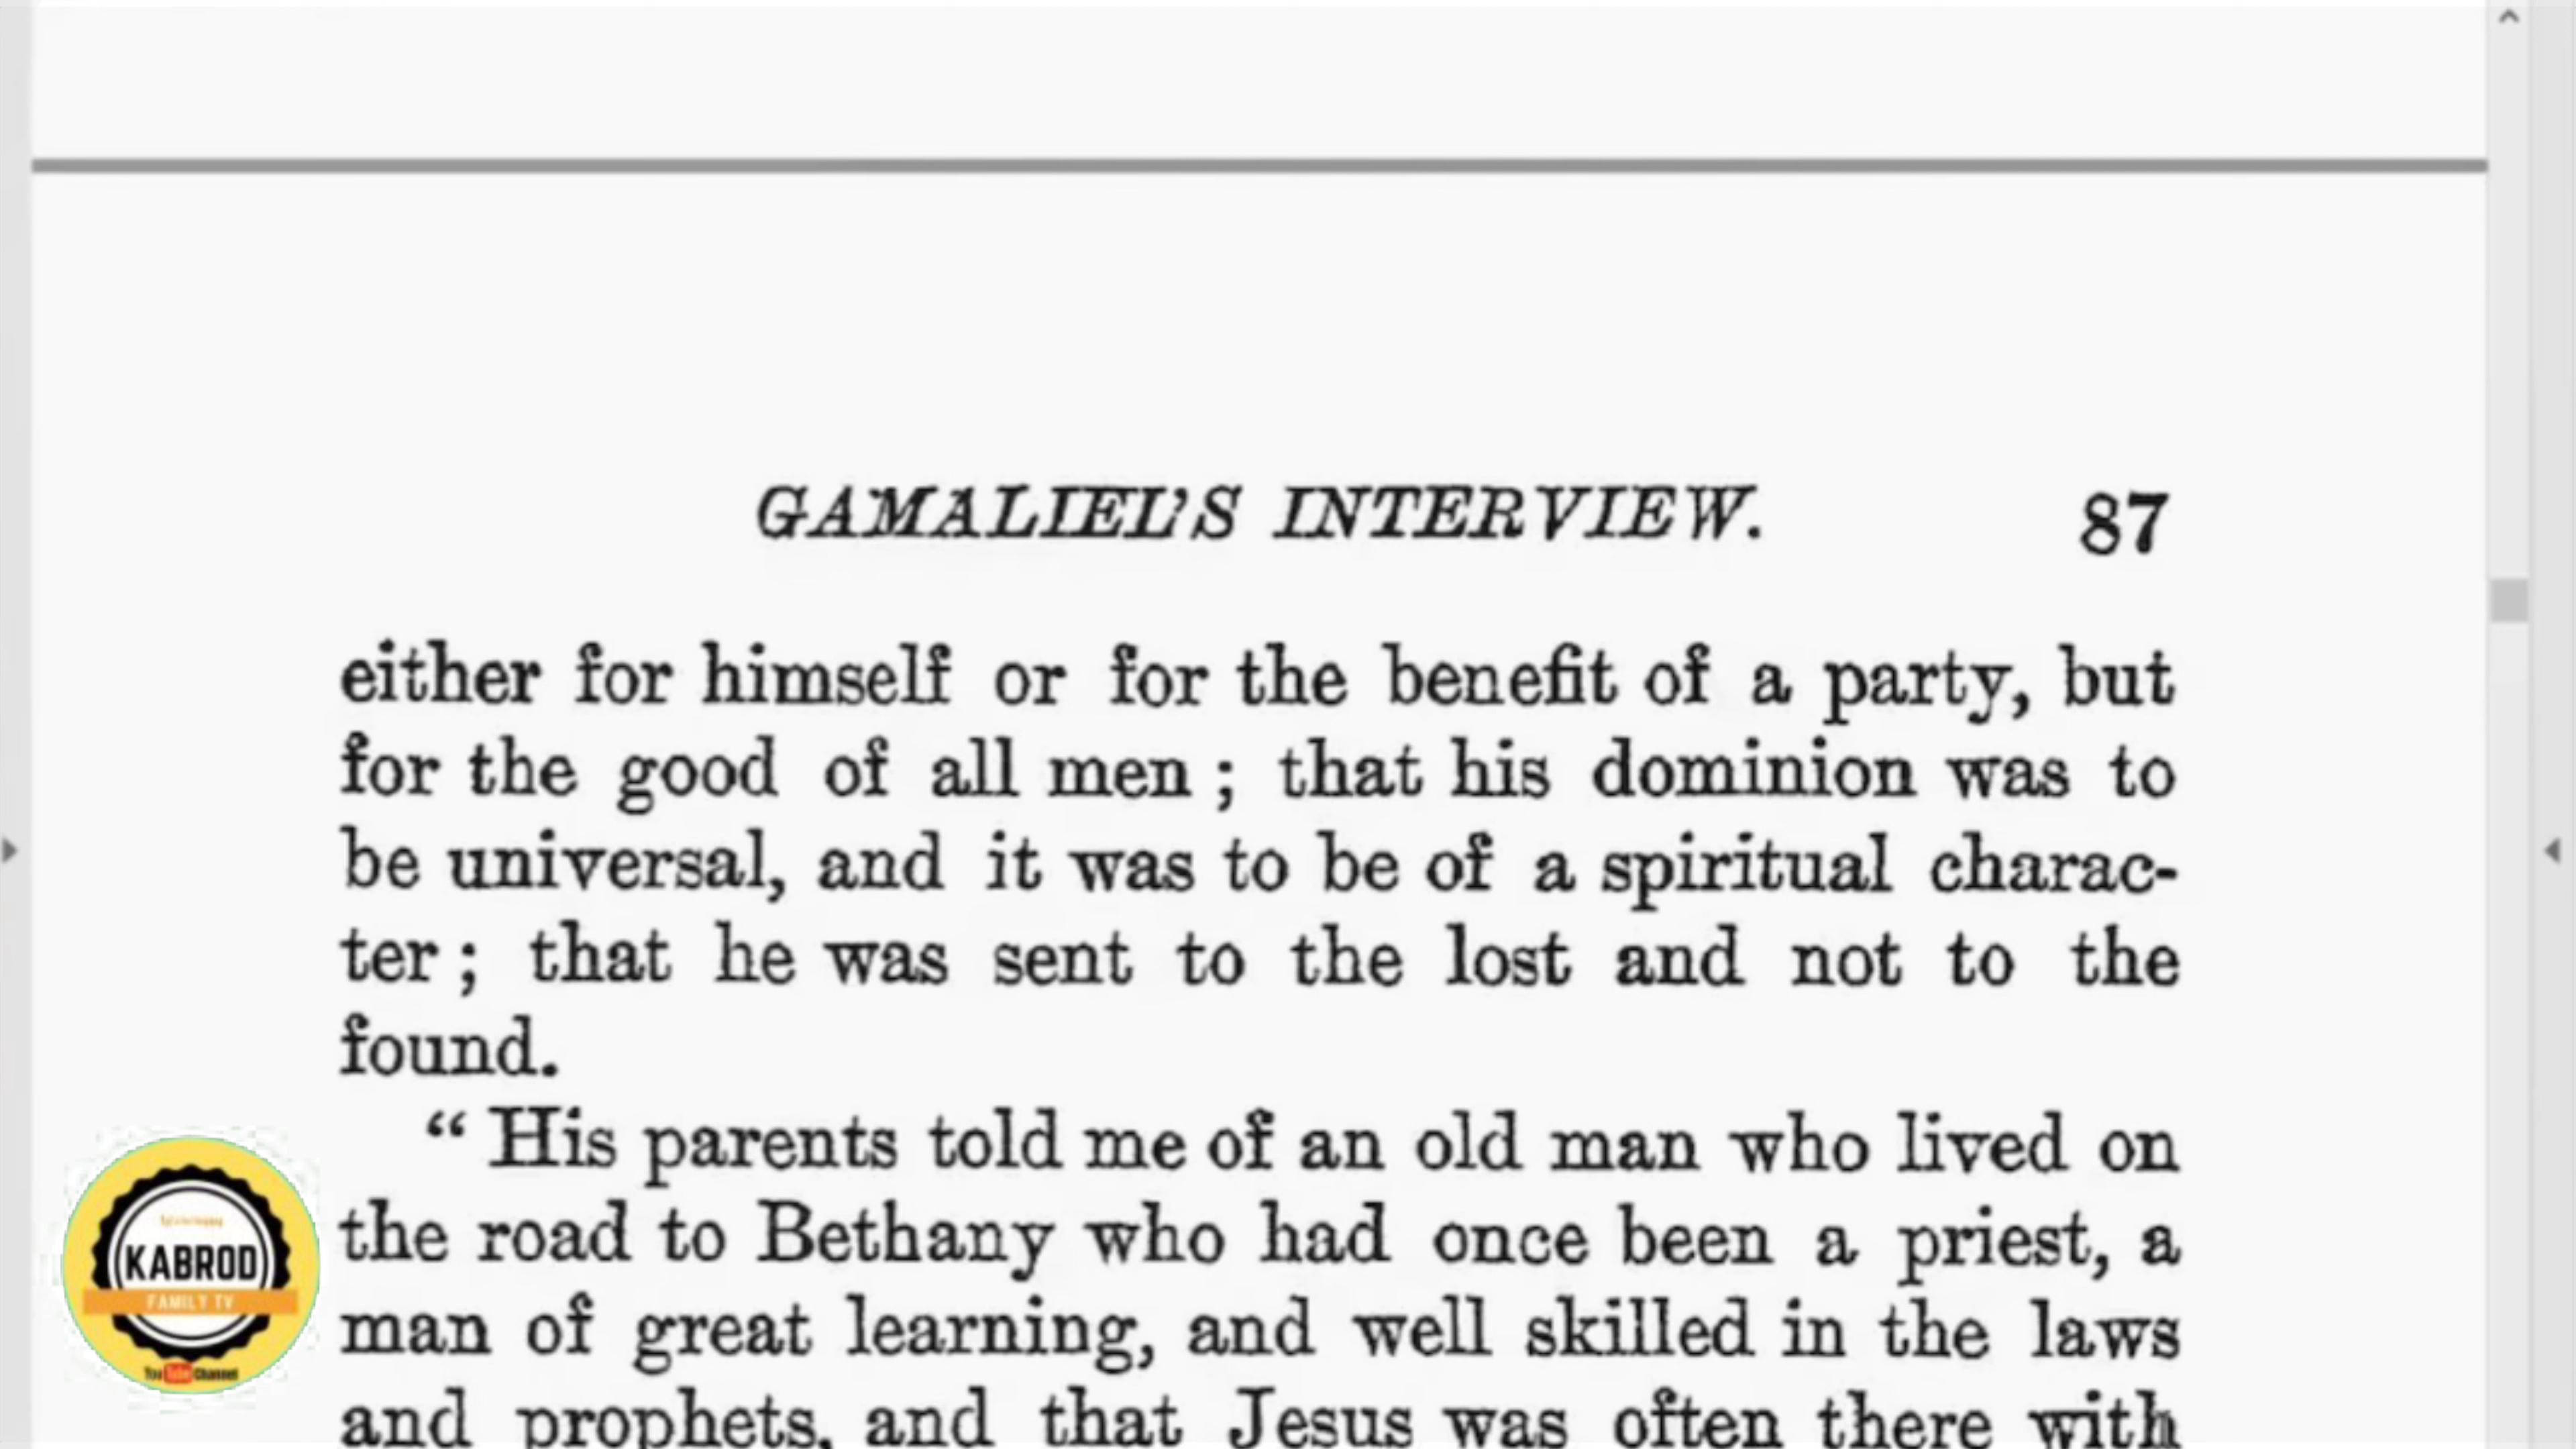 GAMALIEL'S INTERVIEW. 87
either for himself or for the benefit of a party, but
for the good of all men ; that his dominion was to
be universal, and it was to be of a spiritual charac-
ter ; that he was sent to the lost and not to the
found.
“ His parents told me of an old man who lived on
the road to Bethany who had once been a priest, a
man of great learning, and well skilled in the laws
and prophets, and that Jesus was often there with
KABROD
FAMILY TV
YouTube Channel